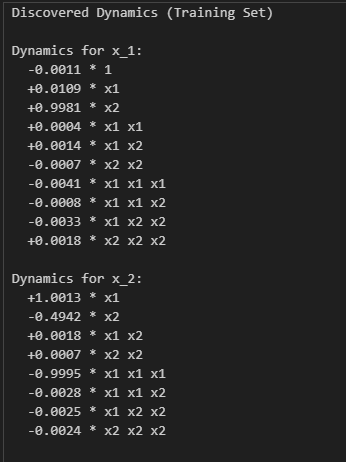 Discovered Dynamics (Training Set)
Dynamics for x_1:
-0.0011 * 1
+0.0109 * x1
+0.9981 * x2
+0.0004 * x1 x1
+0.0014 * x1 x2
-0.0007 * x2 x2
-0.0041 * x1 x1 x1
-0.0008 * x1 x1 x2
-0.0033 * x1 x2 x2
+0.0018 * x2 x2 x2
Dynamics for x_2:
+1.0013 * x1
-0.4942 * x2
+0.0018 * x1 x2
+0.0007 * x2 x2
-0.9995 * x1 x1 x1
-0.0028 * x1 x1 x2
-0.0025 * x1 x2 x2
-0.0024 * x2 x2 x2